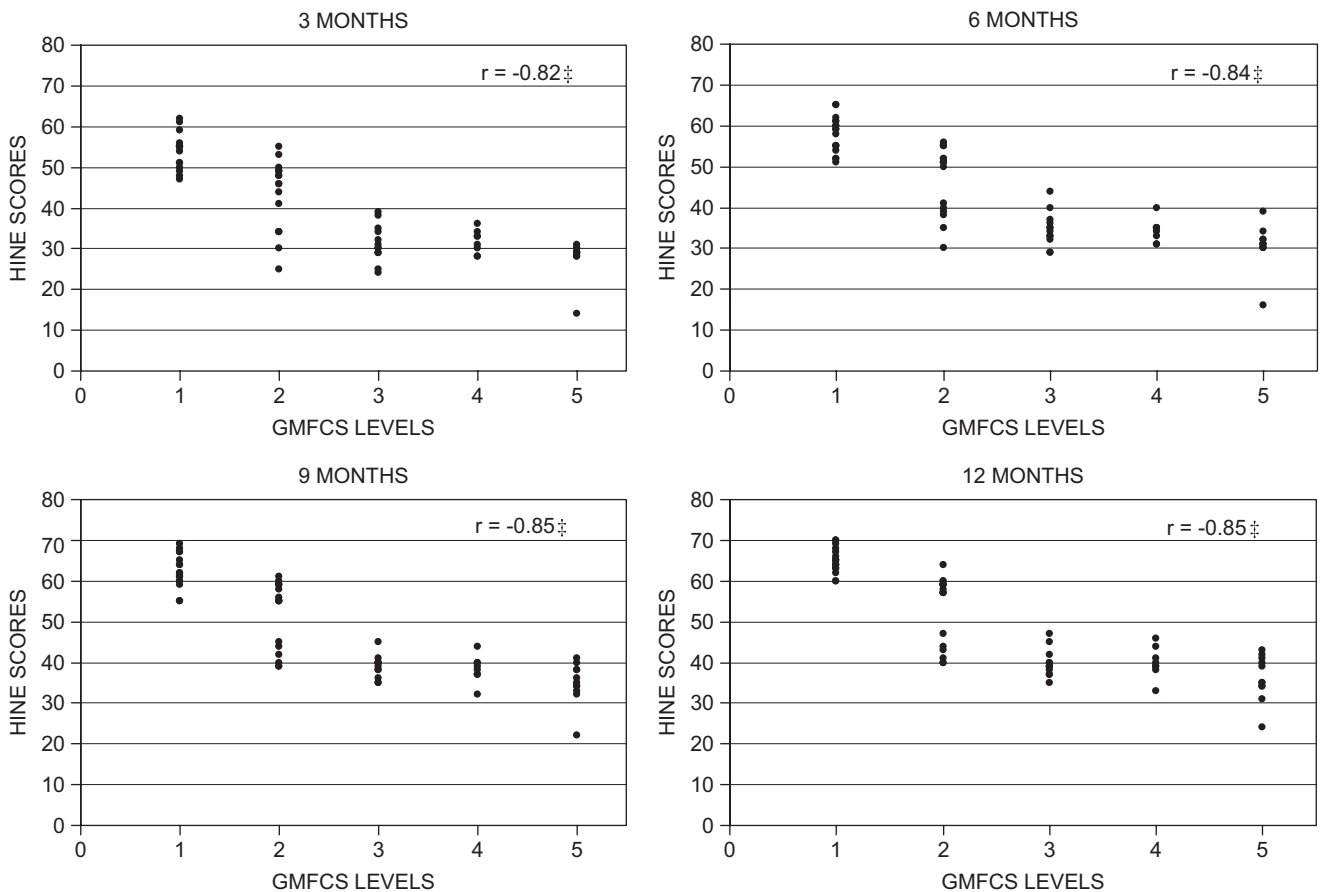 3 MONTHS
80
70
60
50
40
30
20
10
0
HINE SCORES
r = -0.82‡
0 1 2 3 4 5
GMFCS LEVELS
6 MONTHS
80
70
60
50
40
30
20
10
0
HINE SCORES
r = -0.84‡
0 1 2 3 4 5
GMFCS LEVELS
9 MONTHS
80
70
60
50
40
30
20
10
0
HINE SCORES
r = -0.85‡
0 1 2 3 4 5
GMFCS LEVELS
12 MONTHS
80
70
60
50
40
30
20
10
0
HINE SCORES
r = -0.85‡
0 1 2 3 4 5
GMFCS LEVELS